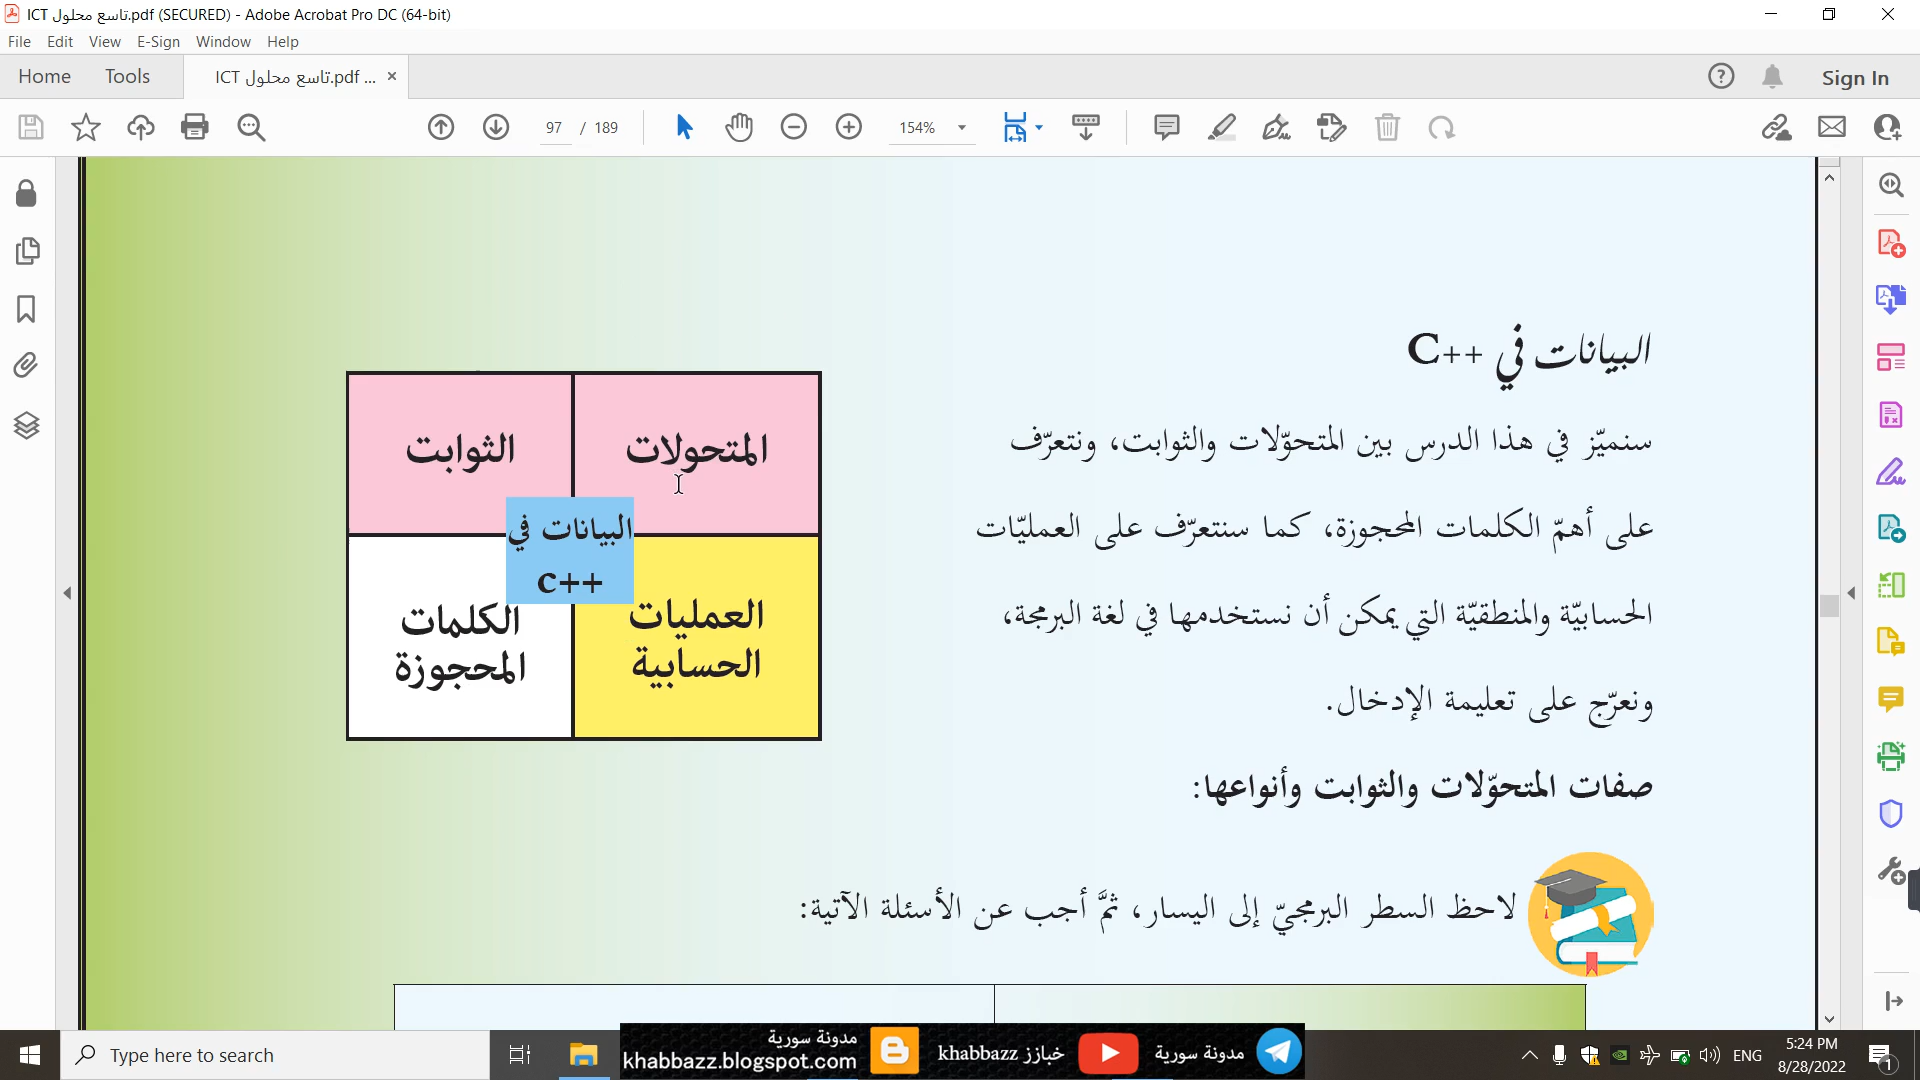 ICT تاسع محلول.pdf (SECURED) - Adobe Acrobat Pro DC (64-bit)
File Edit View E-Sign Window Help
Home Tools ICT تاسع محلول.pdf ... × Sign In
97 / 189 154%
البيانات في C++
سنميّز في هذا الدرس بين المتحوّلات والثوابت، ونتعرّف
على أهمّ الكلمات المحجوزة، كما سنتعرّف على العمليّات
الحسابيّة والمنطقيّة التي يمكن أن نستخدمها في لغة البرمجة،
ونعرّج على تعليمة الإدخال.
المتحولات
الثوابت
البيانات في
c++
العمليات
الحسابية
الكلمات
المحجوزة
صفات المتحوّلات والثوابت وأنواعها:
لاحظ السطر البرمجيّ إلى اليسار، ثمَّ أجب عن الأسئلة الآتية:
Type here to search
مدونة سورية
khabbazz.blogspot.com
khabbazz خبازز
مدونة سورية
ENG
5:24 PM
8/28/2022
1